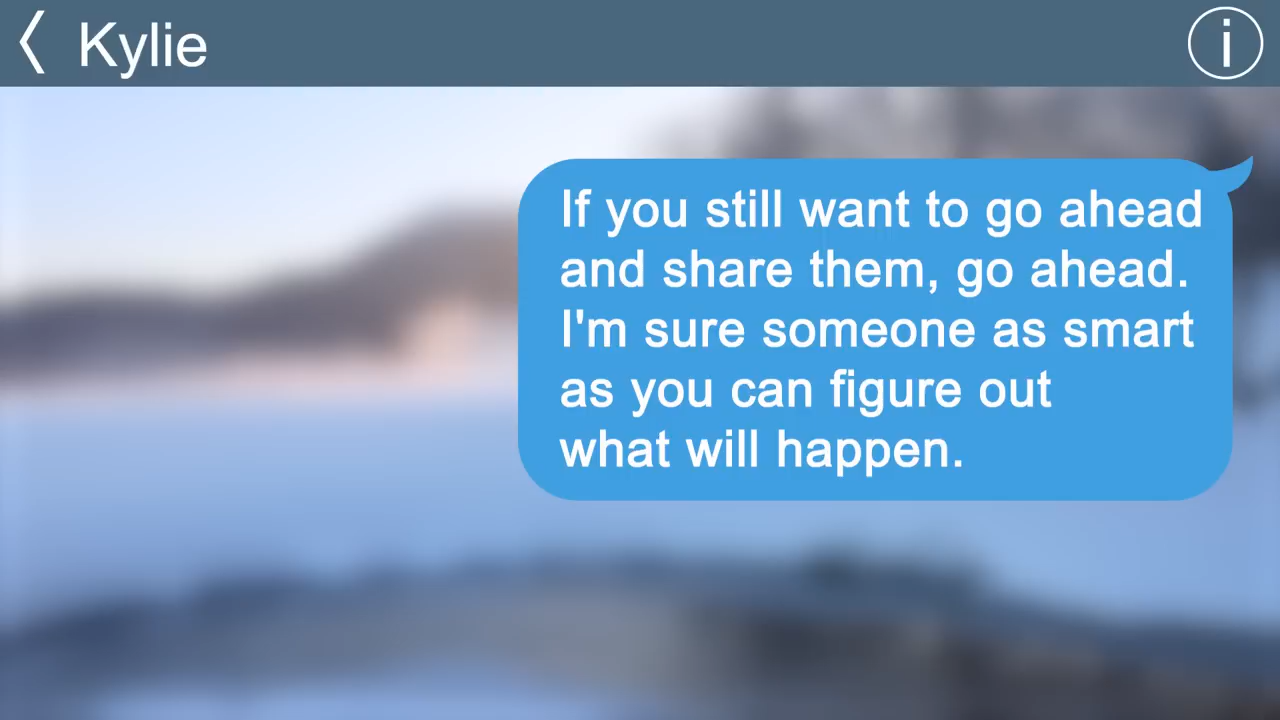 Kylie
If you still want to go ahead
and share them, go ahead.
I'm sure someone as smart
as you can figure out
what will happen.